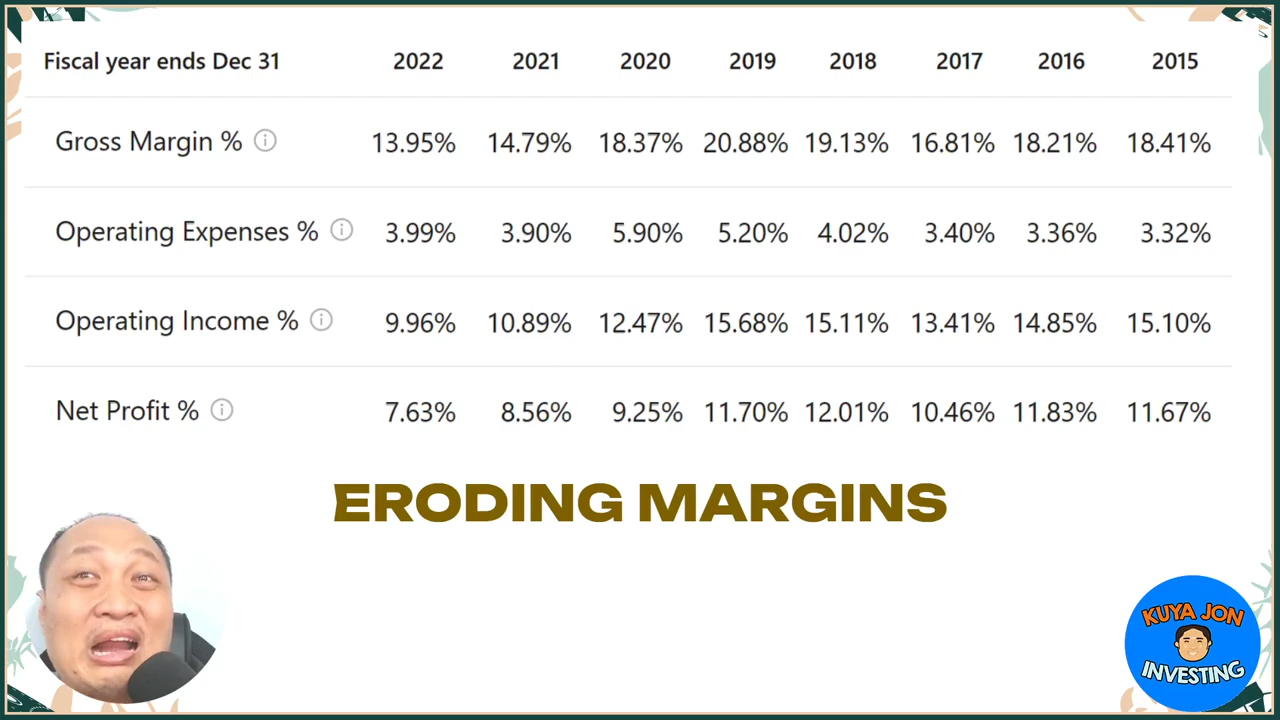 Fiscal year ends Dec 31 2022 2021 2020 2019 2018 2017 2016 2015
Gross Margin % 13.95% 14.79% 18.37% 20.88% 19.13% 16.81% 18.21% 18.41%
Operating Expenses % 3.99% 3.90% 5.90% 5.20% 4.02% 3.40% 3.36% 3.32%
Operating Income % 9.96% 10.89% 12.47% 15.68% 15.11% 13.41% 14.85% 15.10%
Net Profit % 7.63% 8.56% 9.25% 11.70% 12.01% 10.46% 11.83% 11.67%
ERODING MARGINS
KUYA JON
INVESTING